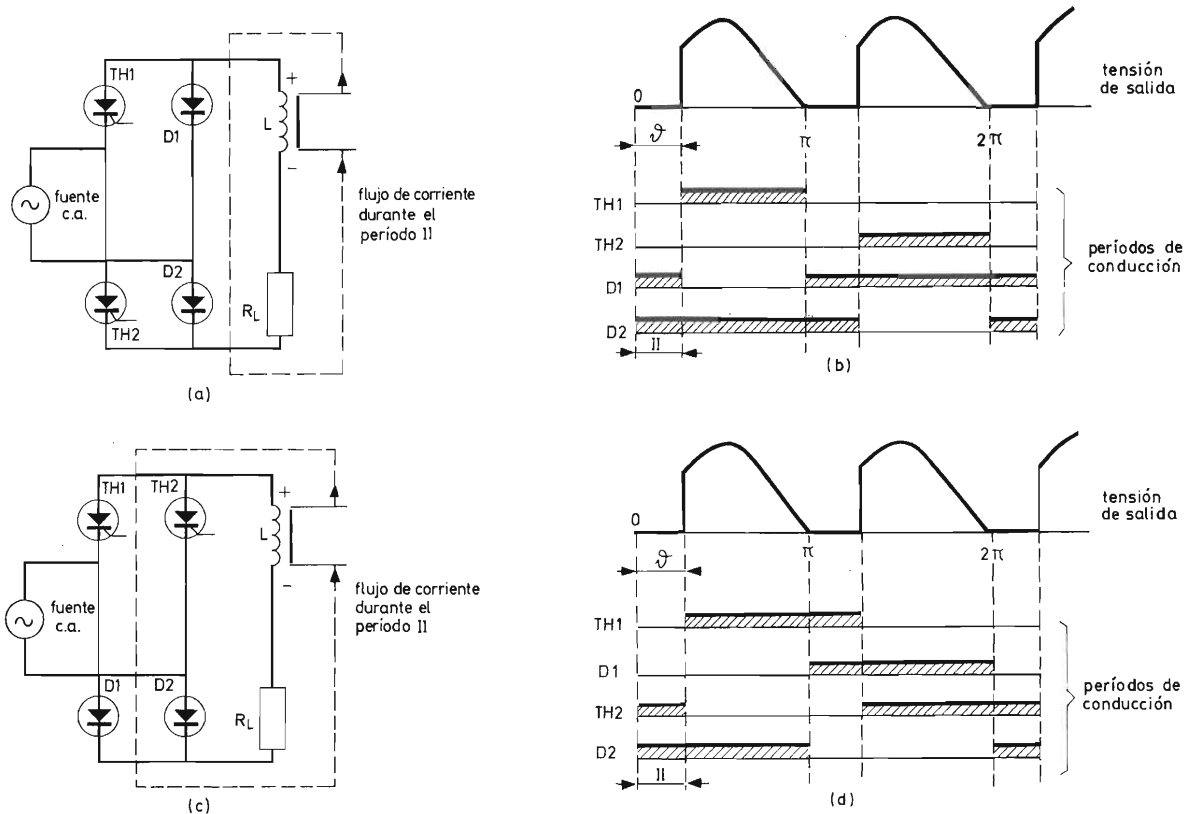 TH1
+
D1
L
−
fuente
c.a.
flujo de corriente
durante el
período II
D2
TH2
RL
(a)
0
ϑ
π
2π
tensión
de salida
TH1
TH2
D1
D2
II
períodos de
conducción
(b)
TH1
TH2
+
L
−
fuente
c.a.
flujo de corriente
durante el
período II
D1
D2
RL
(c)
0
ϑ
π
2π
tensión
de salida
TH1
D1
TH2
D2
II
períodos de
conducción
(d)